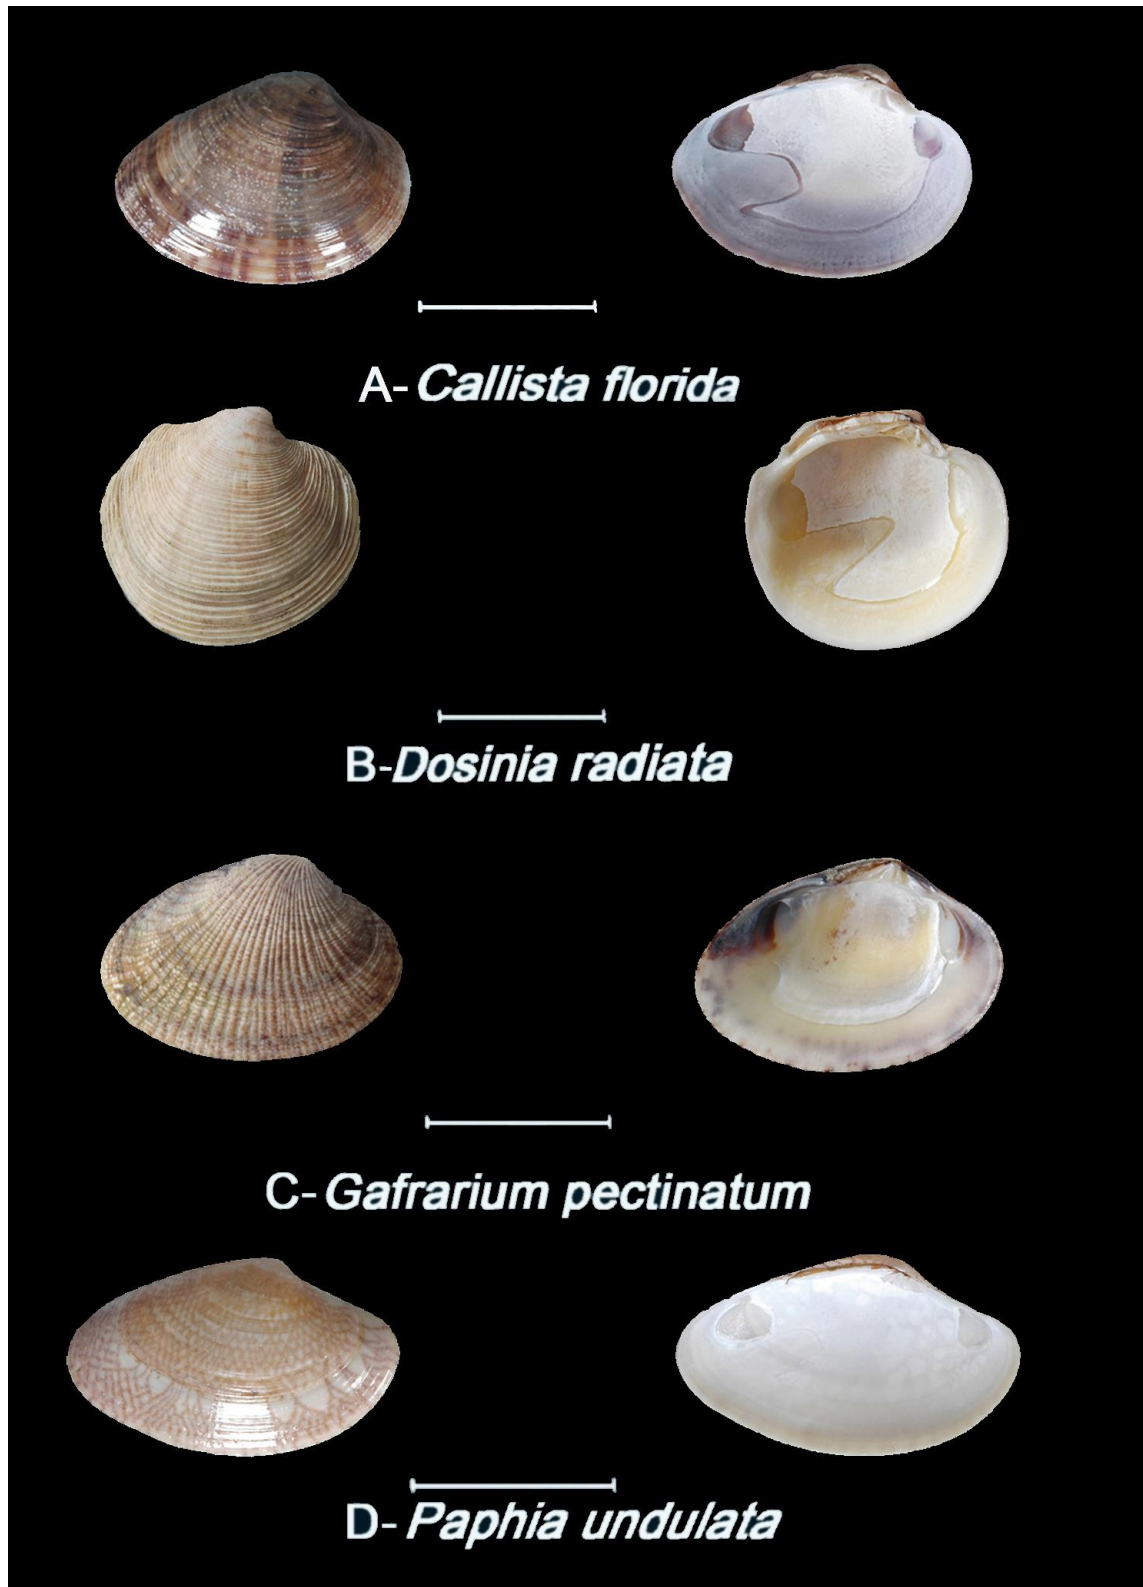 A- Callista florida
B-Dosinia radiata
C- Gafrarium pectinatum
D- Paphia undulata